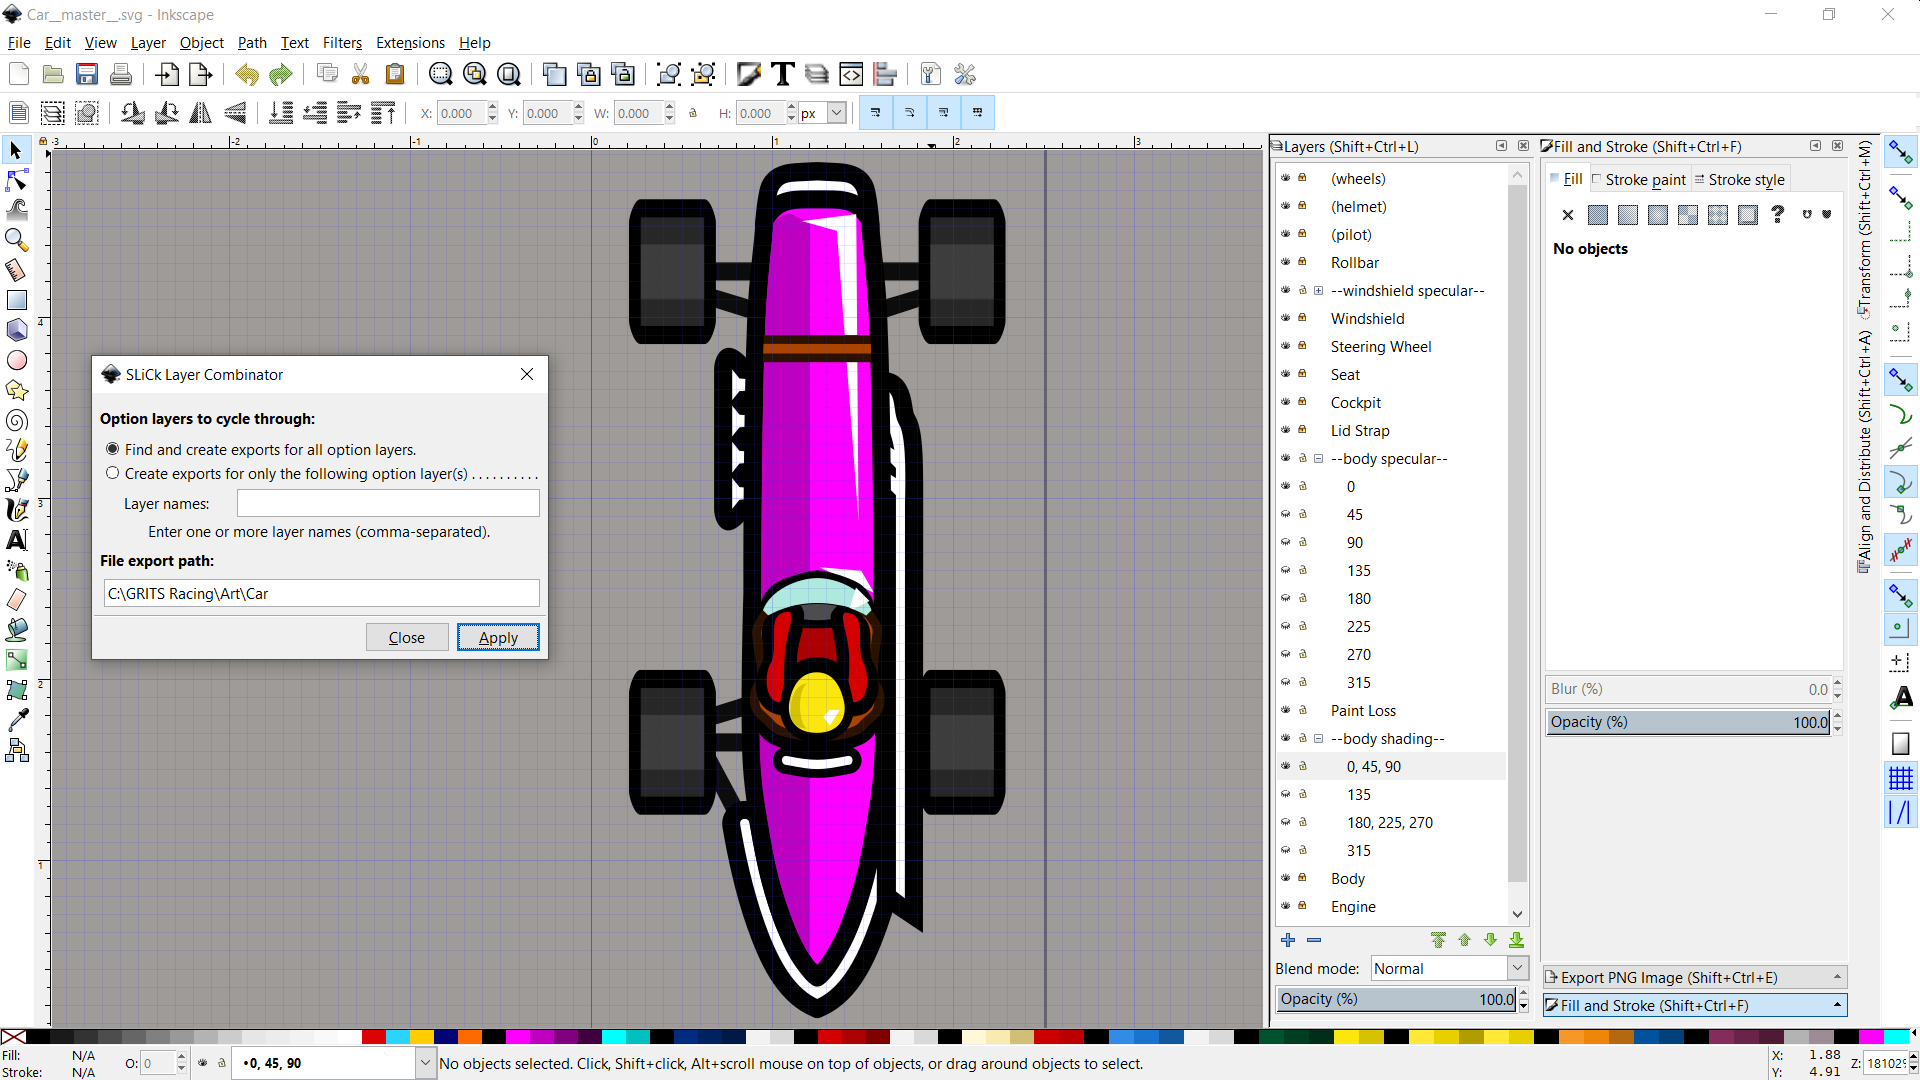 Car__master__.svg - Inkscape
File Edit View Layer Object Path Text Filters Extensions Help
X: 0.000 Y: 0.000 W: 0.000 H: 0.000 px
-3 -2 -1 0 1 2 3
4
3
2
1
SLiCk Layer Combinator
Option layers to cycle through:
Find and create exports for all option layers.
Create exports for only the following option layer(s) . . . . . . . . . .
Layer names:
Enter one or more layer names (comma-separated).
File export path:
C:\GRITS Racing\Art\Car
Close Apply
Layers (Shift+Ctrl+L)
(wheels)
(helmet)
(pilot)
Rollbar
--windshield specular--
Windshield
Steering Wheel
Seat
Cockpit
Lid Strap
--body specular--
0
45
90
135
180
225
270
315
Paint Loss
--body shading--
0, 45, 90
135
180, 225, 270
315
Body
Engine
Blend mode: Normal
Opacity (%) 100.0
Fill and Stroke (Shift+Ctrl+F)
Fill Stroke paint Stroke style
No objects
Blur (%) 0.0
Opacity (%) 100.0
Export PNG Image (Shift+Ctrl+E)
Fill and Stroke (Shift+Ctrl+F)
Transform (Shift+Ctrl+M)
Align and Distribute (Shift+Ctrl+A)
Fill: N/A
Stroke: N/A
O: 0
•0, 45, 90
No objects selected. Click, Shift+click, Alt+scroll mouse on top of objects, or drag around objects to select.
X: 1.88
Y: 4.91
Z: